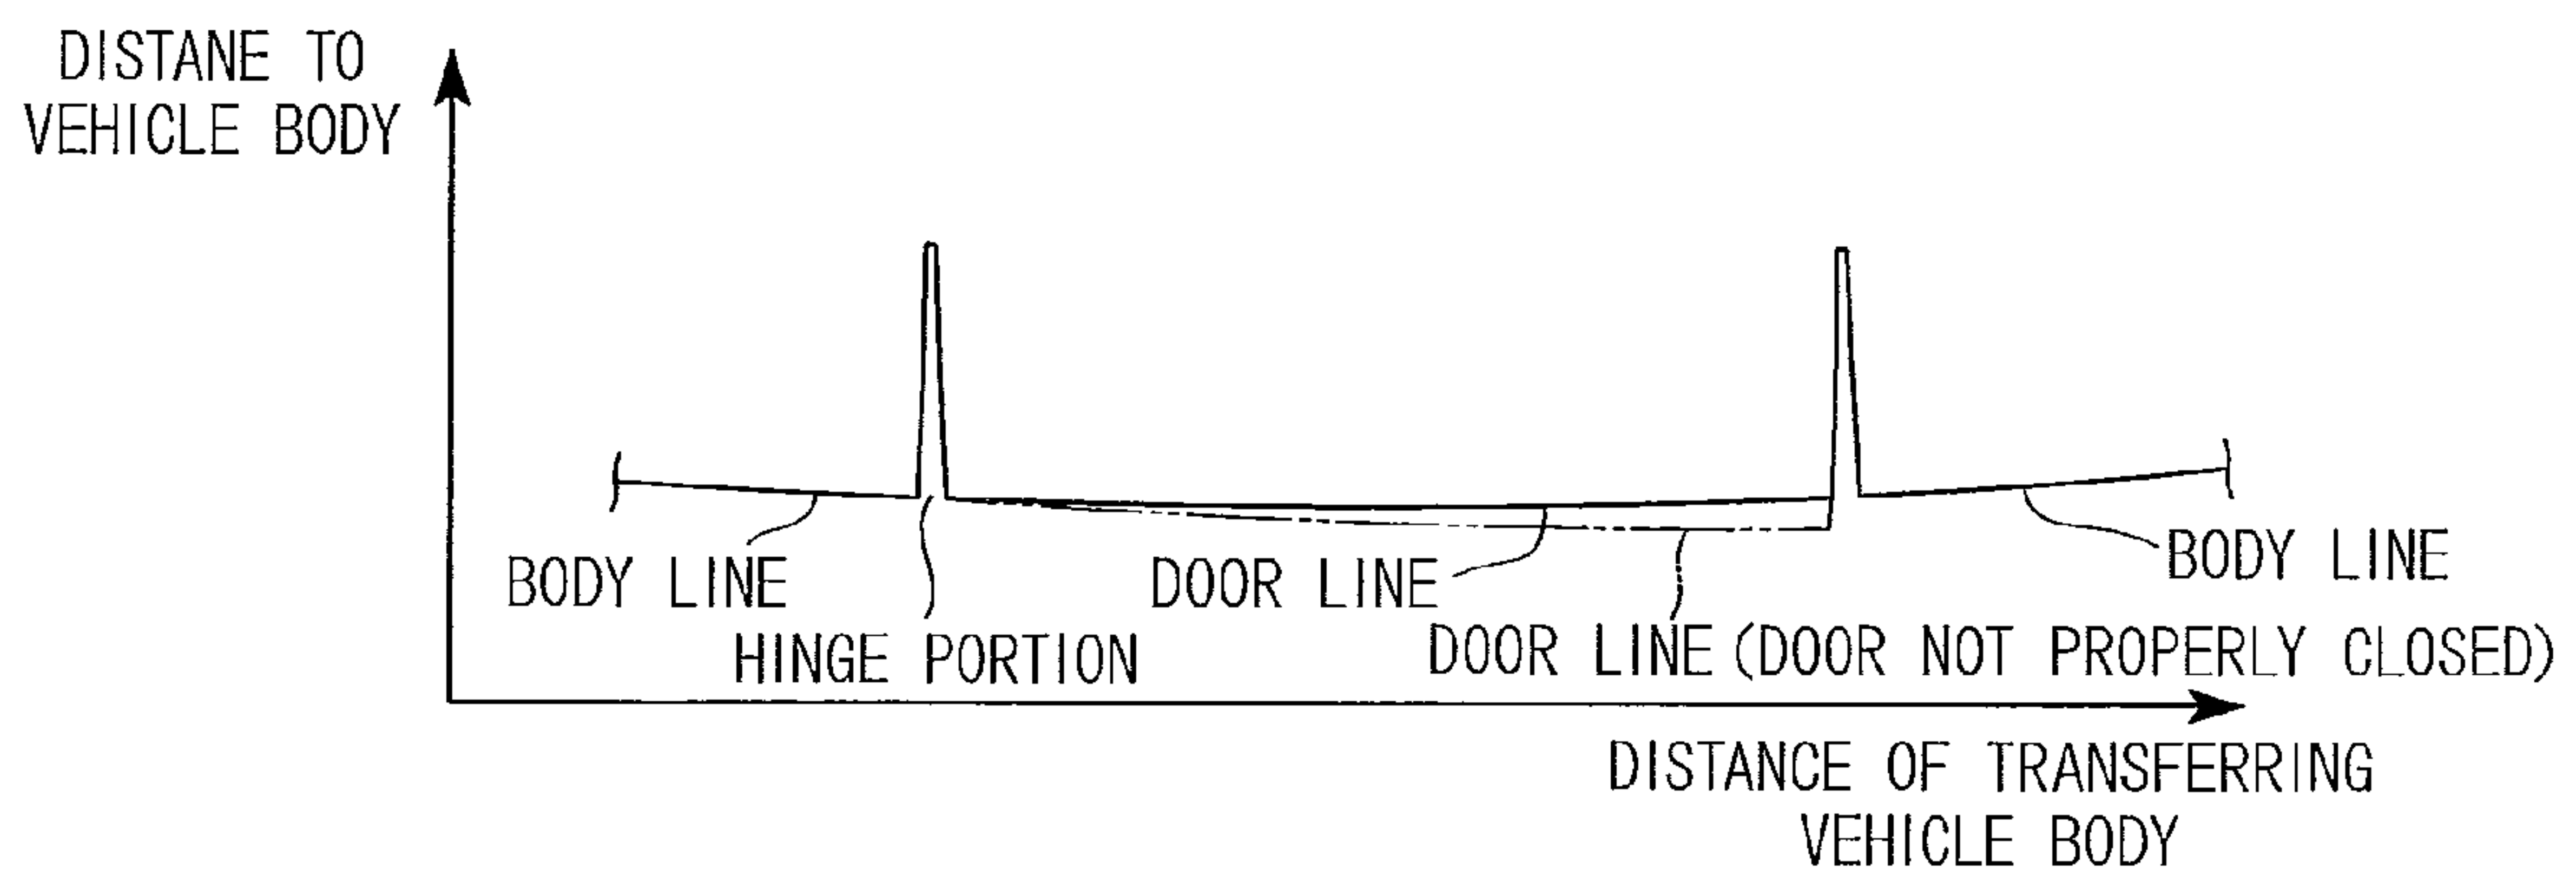 DISTANE TO
VEHICLE BODY
BODY LINE
HINGE PORTION
DOOR LINE
DOOR LINE (DOOR NOT PROPERLY CLOSED)
BODY LINE
DISTANCE OF TRANSFERRING
VEHICLE BODY